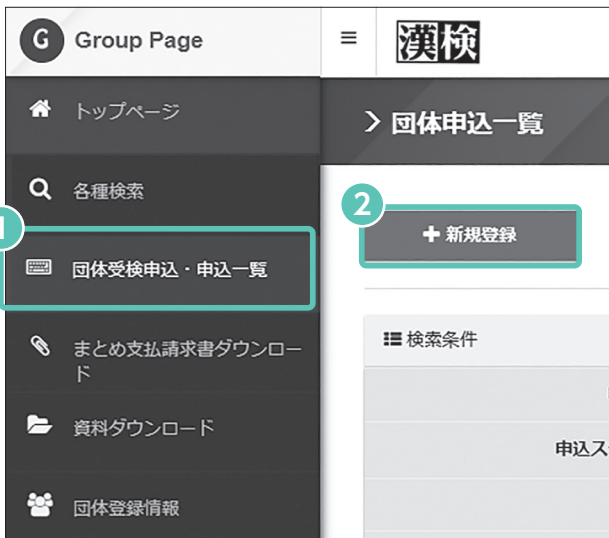 G Group Page
漢検
トップページ
団体申込一覧
各種検索
1
団体受検申込・申込一覧
2
新規登録
まとめ支払請求書ダウンロー
ド
検索条件
資料ダウンロード
申込ス
団体登録情報